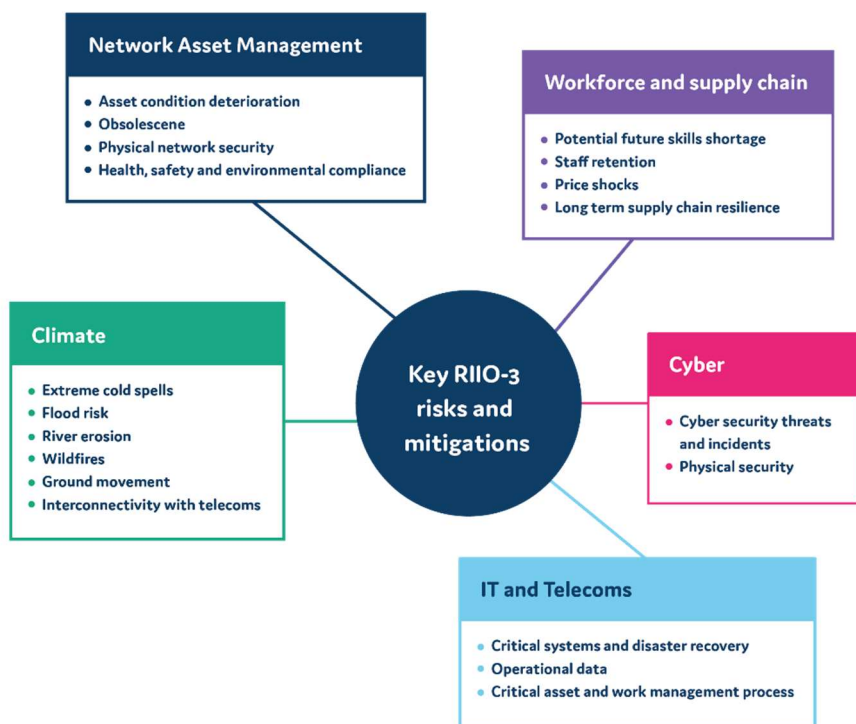 Network Asset Management
Asset condition deterioration
Obsolescene
Physical network security
Health, safety and environmental compliance
Workforce and supply chain
Potential future skills shortage
Staff retention
Price shocks
Long term supply chain resilience
Climate
Extreme cold spells
Flood risk
River erosion
Wildfires
Ground movement
Interconnectivity with telecoms
Key RIIO-3
risks and
mitigations
Cyber
Cyber security threats
and incidents
Physical security
IT and Telecoms
Critical systems and disaster recovery
Operational data
Critical asset and work management process